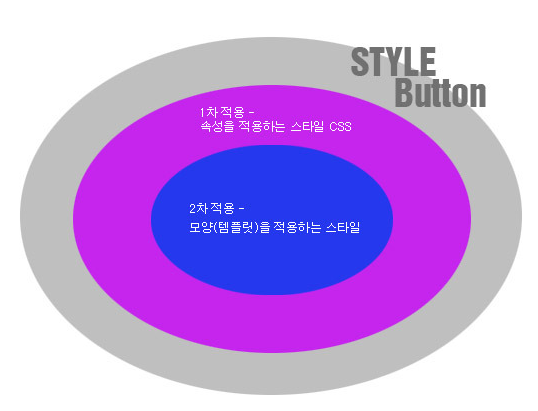 STYLE
Button
1차 적용 -
속성을 적용하는 스타일 CSS
2차 적용 -
모양(템플릿)을 적용하는 스타일